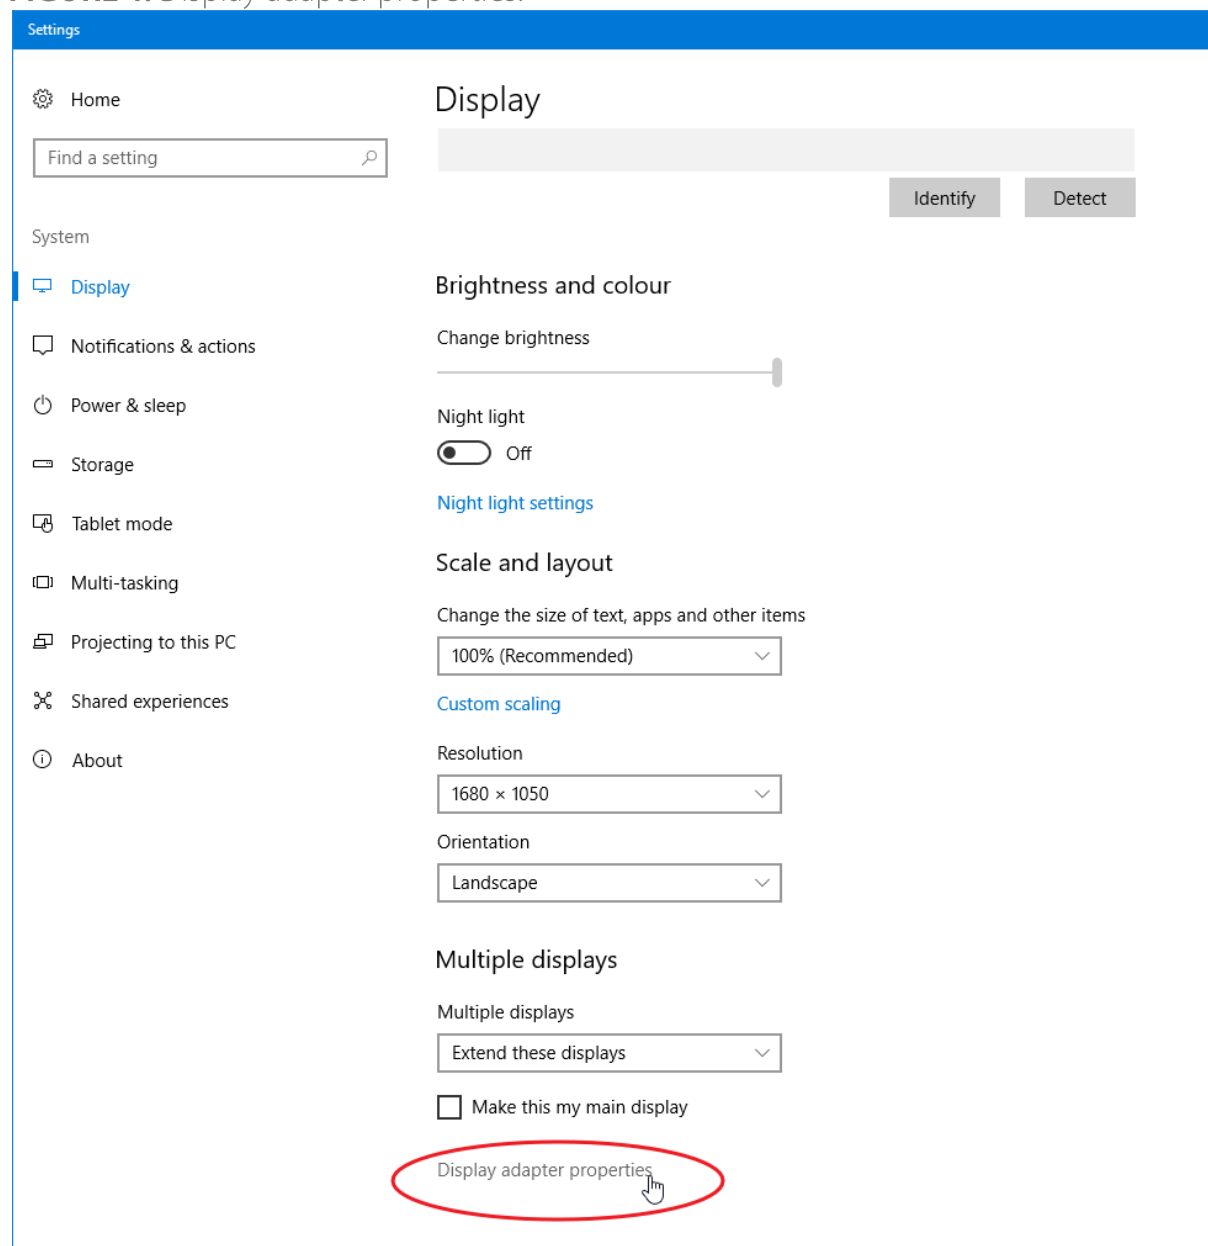 Display adapter properties.
Settings
Home
Find a setting
System
Display
Notifications & actions
Power & sleep
Storage
Tablet mode
Multi-tasking
Projecting to this PC
Shared experiences
About
Display
Identify Detect
Brightness and colour
Change brightness
Night light
Off
Night light settings
Scale and layout
Change the size of text, apps and other items
100% (Recommended)
Custom scaling
Resolution
1680 × 1050
Orientation
Landscape
Multiple displays
Multiple displays
Extend these displays
Make this my main display
Display adapter properties